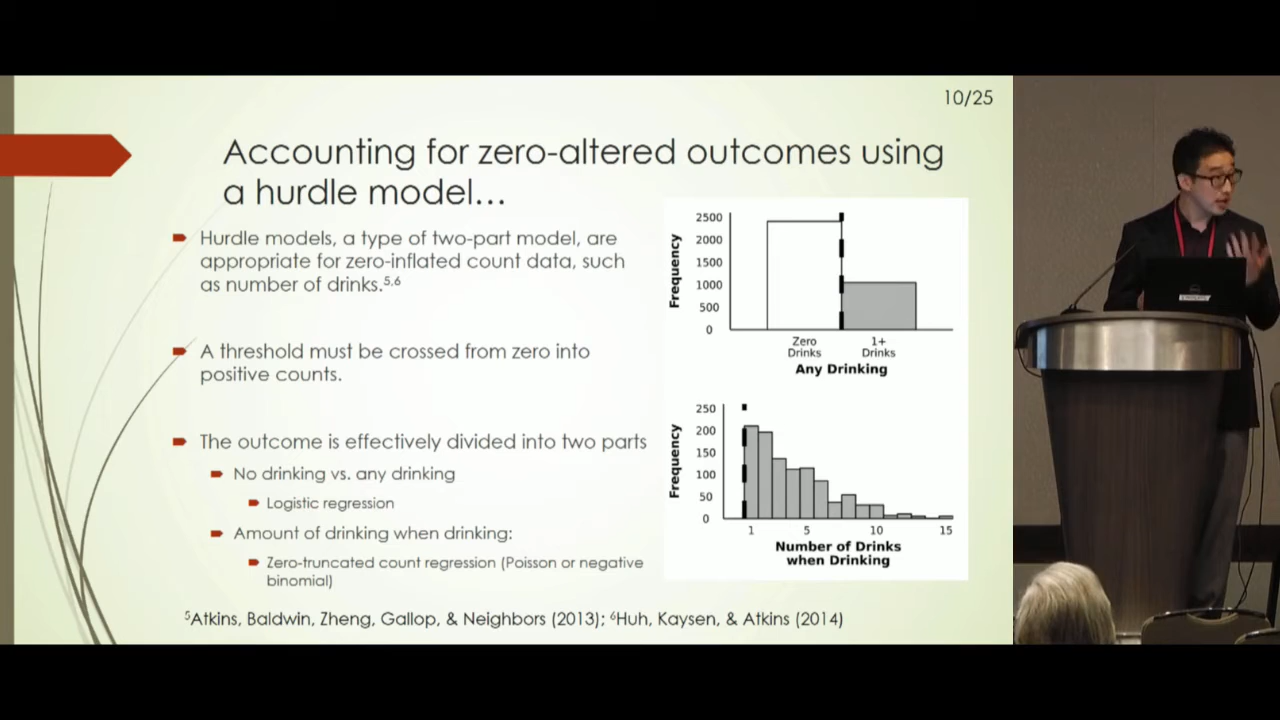 10/25
Accounting for zero-altered outcomes using
a hurdle model…
Hurdle models, a type of two-part model, are
appropriate for zero-inflated count data, such
as number of drinks.5,6
A threshold must be crossed from zero into
positive counts.
The outcome is effectively divided into two parts
No drinking vs. any drinking
Logistic regression
Amount of drinking when drinking:
Zero-truncated count regression (Poisson or negative
binomial)
5Atkins, Baldwin, Zheng, Gallop, & Neighbors (2013); 6Huh, Kaysen, & Atkins (2014)
Frequency
2500
2000
1500
1000
500
0
Zero
Drinks
1+
Drinks
Any Drinking
Frequency
250
200
150
100
50
0
1 5 10 15
Number of Drinks
when Drinking